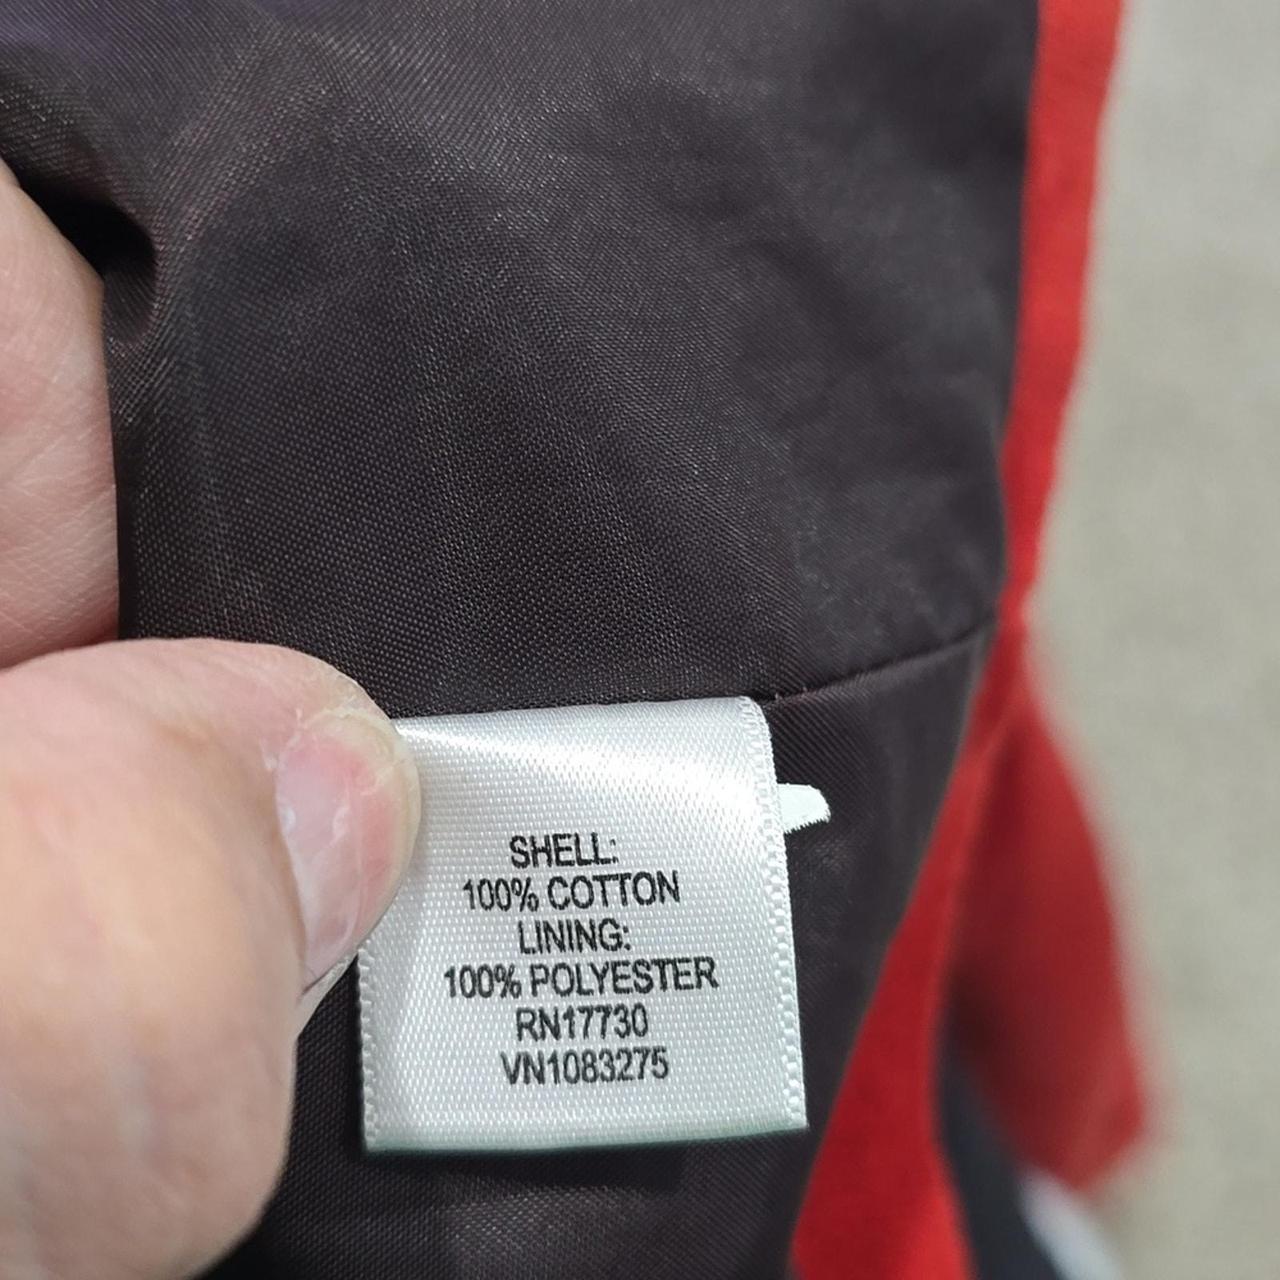 SHELL:
100% COTTON
LINING:
100% POLYESTER
RN17730
VN1083275